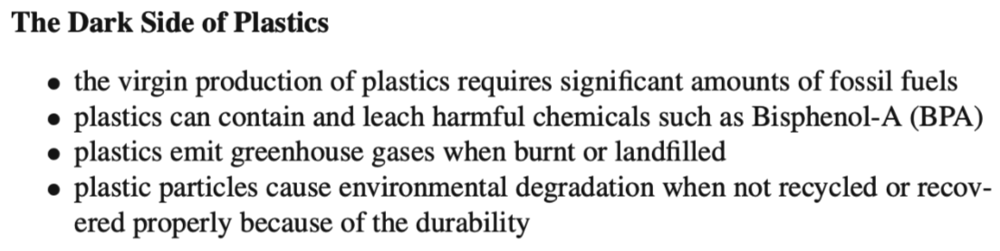 The Dark Side of Plastics
• the virgin production of plastics requires significant amounts of fossil fuels
• plastics can contain and leach harmful chemicals such as Bisphenol-A (BPA)
• plastics emit greenhouse gases when burnt or landfilled
• plastic particles cause environmental degradation when not recycled or recov-
ered properly because of the durability